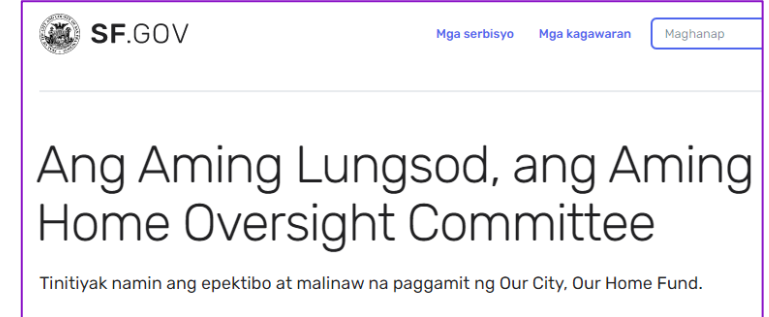 SF.GOV
Mga serbisyo Mga kagawaran Maghanap
Ang Aming Lungsod, ang Aming
Home Oversight Committee
Tinitiyak namin ang epektibo at malinaw na paggamit ng Our City, Our Home Fund.